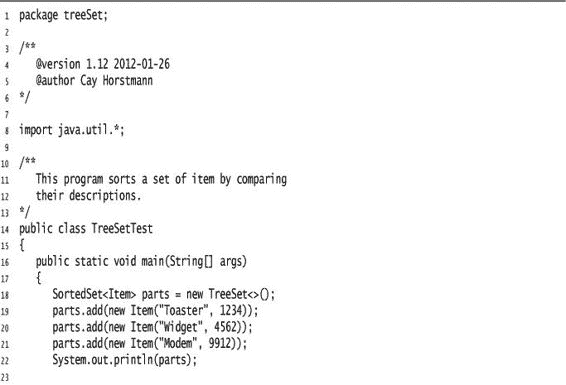 1 package treeSet;
2
3 /**
4 @version 1.12 2012-01-26
5 @author Cay Horstmann
6 */
7
8 import java.util.*;
9
10 /**
11 This program sorts a set of item by comparing
12 their descriptions.
13 */
14 public class TreeSetTest
15 {
16 public static void main(String[] args)
17 {
18 SortedSet<Item> parts = new TreeSet<>();
19 parts.add(new Item("Toaster", 1234));
20 parts.add(new Item("Widget", 4562));
21 parts.add(new Item("Modem", 9912));
22 System.out.println(parts);
23